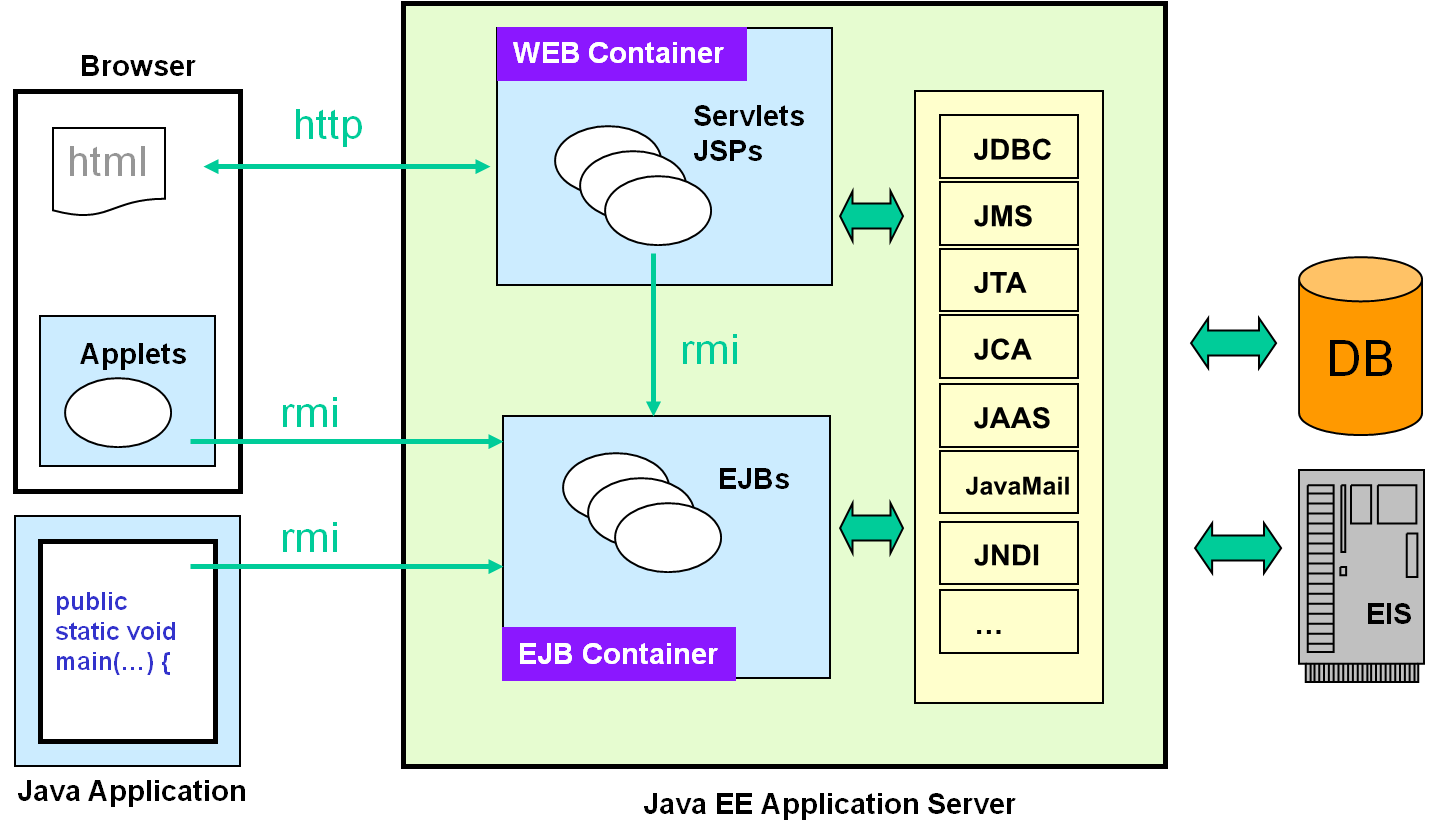 Browser
html
Applets
public
static void
main(…) {
Java Application
http
rmi
rmi
WEB Container
Servlets
JSPs
rmi
EJBs
EJB Container
JDBC
JMS
JTA
JCA
JAAS
JavaMail
JNDI
…
Java EE Application Server
DB
EIS